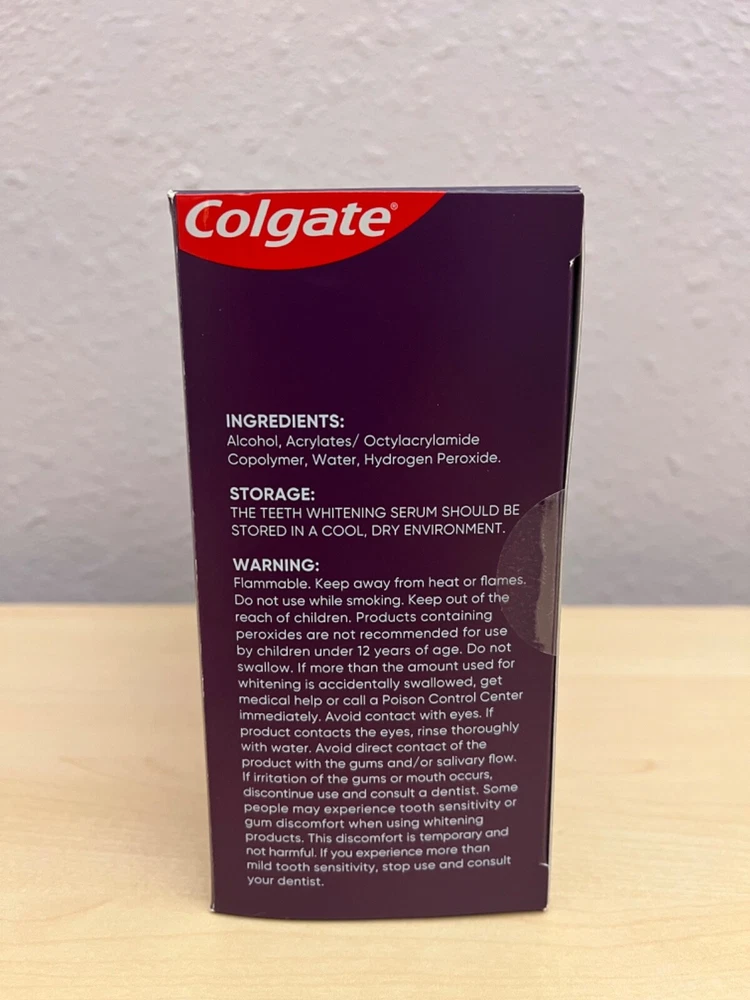 Colgate®
INGREDIENTS:
Alcohol, Acrylates/ Octylacrylamide
Copolymer, Water, Hydrogen Peroxide.
STORAGE:
THE TEETH WHITENING SERUM SHOULD BE
STORED IN A COOL, DRY ENVIRONMENT.
WARNING:
Flammable. Keep away from heat or flames.
Do not use while smoking. Keep out of the
reach of children. Products containing
peroxides are not recommended for use
by children under 12 years of age. Do not
swallow. If more than the amount used for
whitening is accidentally swallowed, get
medical help or call a Poison Control Center
immediately. Avoid contact with eyes. If
product contacts the eyes, rinse thoroughly
with water. Avoid direct contact of the
product with the gums and/or salivary flow.
If irritation of the gums or mouth occurs,
discontinue use and consult a dentist. Some
people may experience tooth sensitivity or
gum discomfort when using whitening
products. This discomfort is temporary and
not harmful. If you experience more than
mild tooth sensitivity, stop use and consult
your dentist.